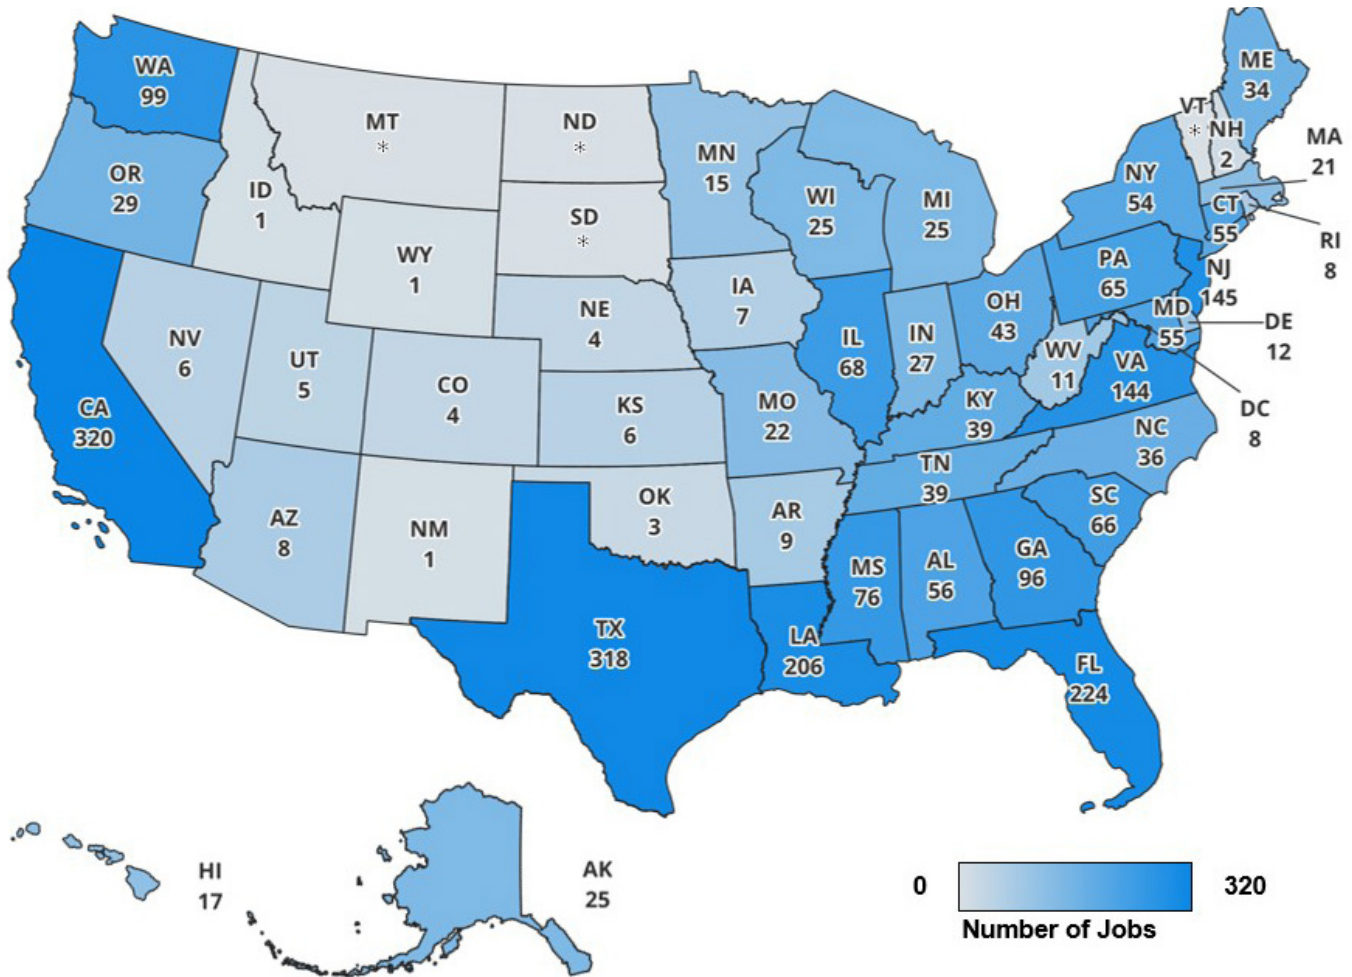 WA
99
MT
*
ND
*
MN
15
OR
29
ID
1
SD
*
WY
1
WI
25
MI
25
VT
*
NH
2
ME
34
MA
21
NY
54
CT
55
RI
8
NV
6
UT
5
CO
4
NE
4
IA
7
IL
68
IN
27
OH
43
PA
65
NJ
145
MD
55
DE
12
WV
11
VA
144
DC
8
CA
320
KS
6
MO
22
KY
39
NC
36
TN
39
SC
66
AZ
8
NM
1
OK
3
AR
9
MS
76
AL
56
GA
96
TX
318
LA
206
FL
224
HI
17
AK
25
0
320
Number of Jobs